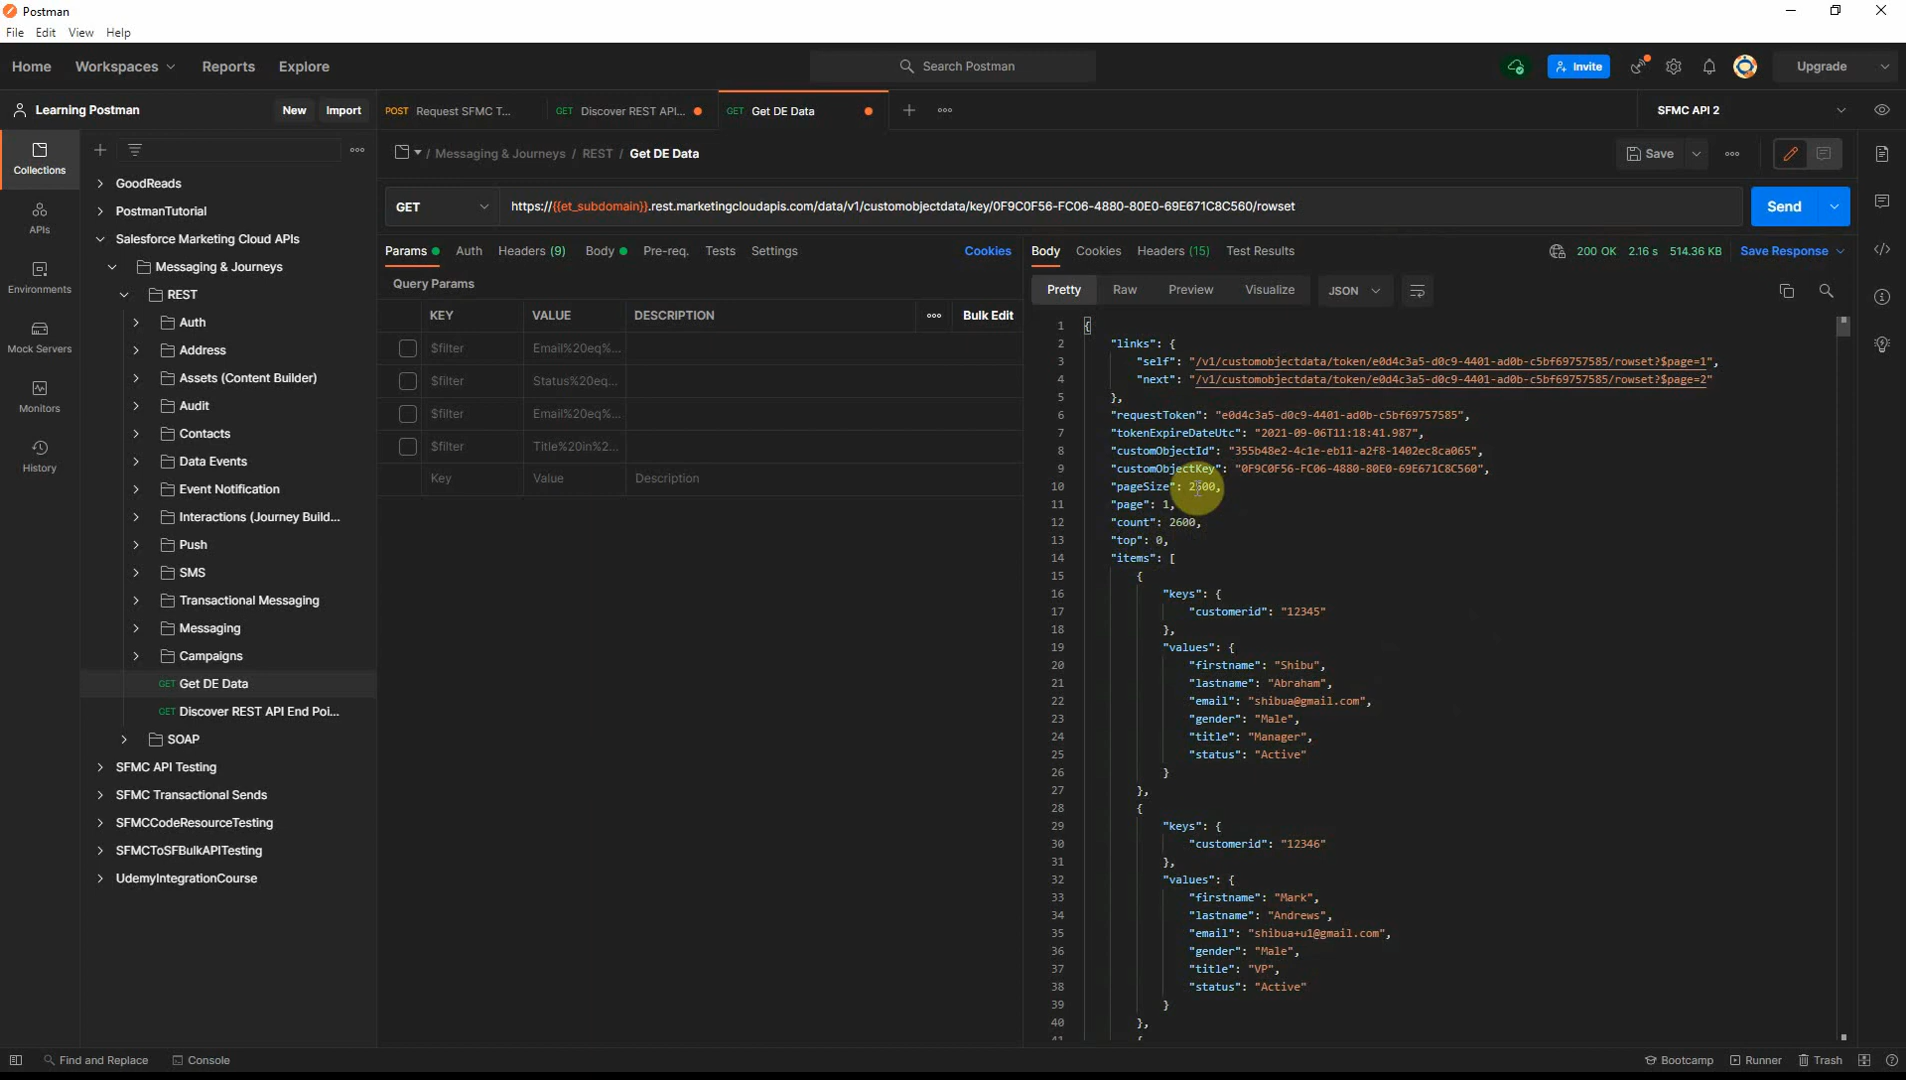 Postman
File Edit View Help
Home Workspaces Reports Explore
Search Postman
Invite
Upgrade
Learning Postman
New Import
POST Request SFMC T...
GET Discover REST API...
GET Get DE Data
SFMC API 2
Collections
APIs
Environments
Mock Servers
Monitors
History
GoodReads
PostmanTutorial
Salesforce Marketing Cloud APIs
Messaging & Journeys
REST
Auth
Address
Assets (Content Builder)
Audit
Contacts
Data Events
Event Notification
Interactions (Journey Build...
Push
SMS
Transactional Messaging
Messaging
Campaigns
GET Get DE Data
GET Discover REST API End Poi...
SOAP
SFMC API Testing
SFMC Transactional Sends
SFMCCodeResourceTesting
SFMCToSFBulkAPITesting
UdemyIntegrationCourse
/ Messaging & Journeys / REST / Get DE Data
Save
GET https://{{et_subdomain}}.rest.marketingcloudapis.com/data/v1/customobjectdata/key/0F9C0F56-FC06-4880-80E0-69E671C8C560/rowset
Send
Params Auth Headers (9) Body Pre-req. Tests Settings Cookies
Query Params
KEY VALUE DESCRIPTION ooo Bulk Edit
$filter Email%20eq%...
$filter Status%20eq...
$filter Email%20eq%...
$filter Title%20in%2...
Key Value Description
Body Cookies Headers (15) Test Results
200 OK 2.16 s 514.36 KB Save Response
Pretty Raw Preview Visualize JSON
1 {
2 "links": {
3 "self": "/v1/customobjectdata/token/e0d4c3a5-d0c9-4401-ad0b-c5bf69757585/rowset?$page=1",
4 "next": "/v1/customobjectdata/token/e0d4c3a5-d0c9-4401-ad0b-c5bf69757585/rowset?$page=2"
5 },
6 "requestToken": "e0d4c3a5-d0c9-4401-ad0b-c5bf69757585",
7 "tokenExpireDateUtc": "2021-09-06T11:18:41.987",
8 "customObjectId": "355b48e2-4c1e-eb11-a2f8-1402ec8ca065",
9 "customObjectKey": "0F9C0F56-FC06-4880-80E0-69E671C8C560",
10 "pageSize": 2500,
11 "page": 1,
12 "count": 2600,
13 "top": 0,
14 "items": [
15 {
16 "keys": {
17 "customerid": "12345"
18 },
19 "values": {
20 "firstname": "Shibu",
21 "lastname": "Abraham",
22 "email": "shibua@gmail.com",
23 "gender": "Male",
24 "title": "Manager",
25 "status": "Active"
26 }
27 },
28 {
29 "keys": {
30 "customerid": "12346"
31 },
32 "values": {
33 "firstname": "Mark",
34 "lastname": "Andrews",
35 "email": "shibua+u1@gmail.com",
36 "gender": "Male",
37 "title": "VP",
38 "status": "Active"
39 }
40 },
41 {
Find and Replace Console
Bootcamp Runner Trash